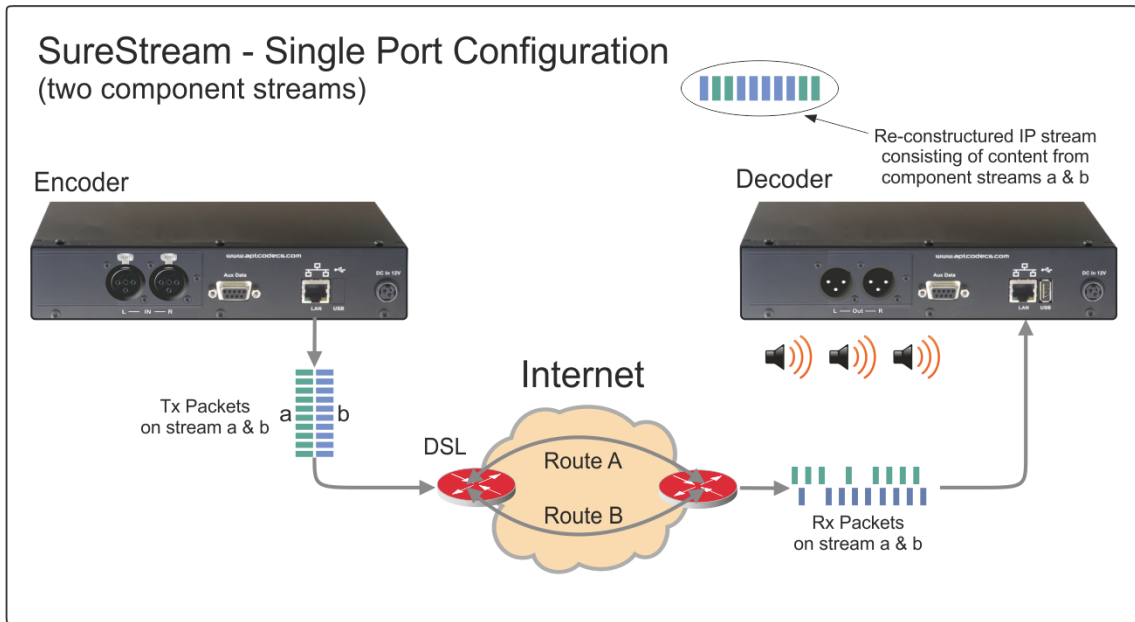 SureStream - Single Port Configuration
(two component streams)
Re-constructured IP stream
consisting of content from
component streams a & b
Encoder
Decoder
www.aptcodecs.com
Aux Data
DC In 12V
L — IN — R
LAN
USB
www.aptcodecs.com
Aux Data
DC In 12V
L — Out — R
LAN
USB
Internet
Tx Packets
on stream a & b
a
b
DSL
Route A
Route B
Rx Packets
on stream a & b